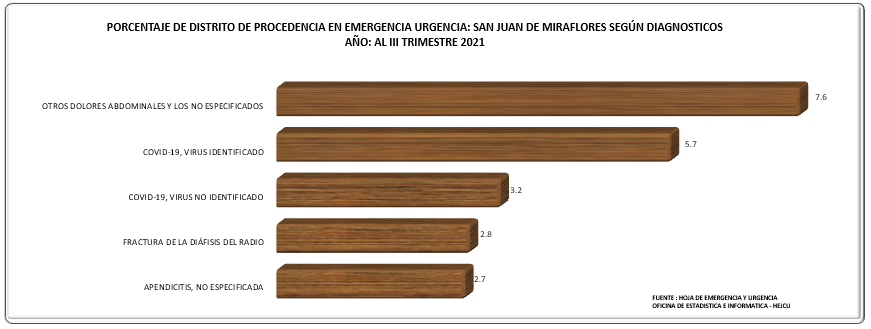 PORCENTAJE DE DISTRITO DE PROCEDENCIA EN EMERGENCIA URGENCIA: SAN JUAN DE MIRAFLORES SEGÚN DIAGNOSTICOS
AÑO: AL III TRIMESTRE 2021
OTROS DOLORES ABDOMINALES Y LOS NO ESPECIFICADOS
7.6
COVID-19, VIRUS IDENTIFICADO
5.7
COVID-19, VIRUS NO IDENTIFICADO
3.2
FRACTURA DE LA DIÁFISIS DEL RADIO
2.8
APENDICITIS, NO ESPECIFICADA
2.7
FUENTE : HOJA DE EMERGENCIA Y URGENCIA
OFICINA DE ESTADISTICA E INFORMATICA - HEJCU